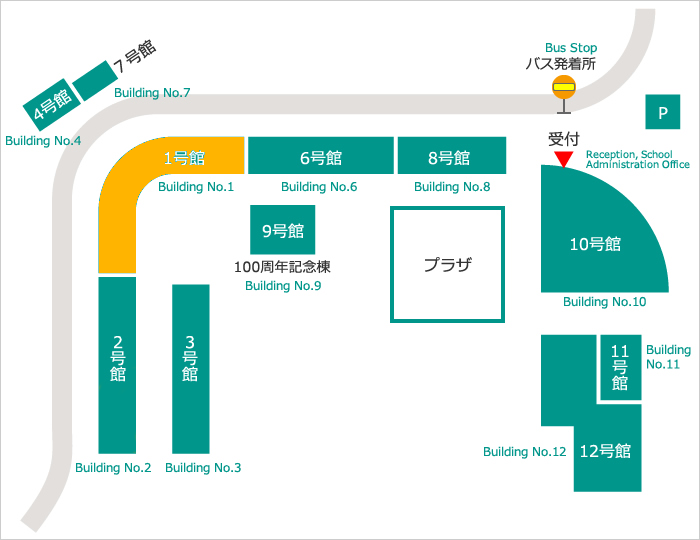 7号館
Building No.7
4号館
Building No.4
Bus Stop
バス発着所
P
受付
Reception, School
Administration Office
1号館
Building No.1
6号館
Building No.6
8号館
Building No.8
9号館
100周年記念棟
Building No.9
プラザ
10号館
Building No.10
2号館
Building No.2
3号館
Building No.3
11号館
Building
No.11
12号館
Building No.12